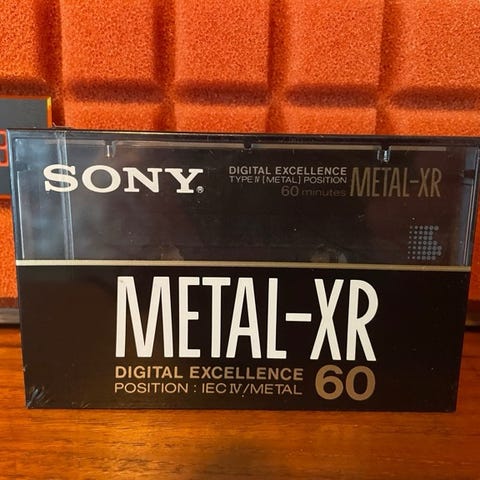 SONY®
DIGITAL EXCELLENCE
TYPE IV [METAL] POSITION
60 minutes
METAL-XR
METAL-XR
DIGITAL EXCELLENCE
POSITION : IEC IV/METAL
60